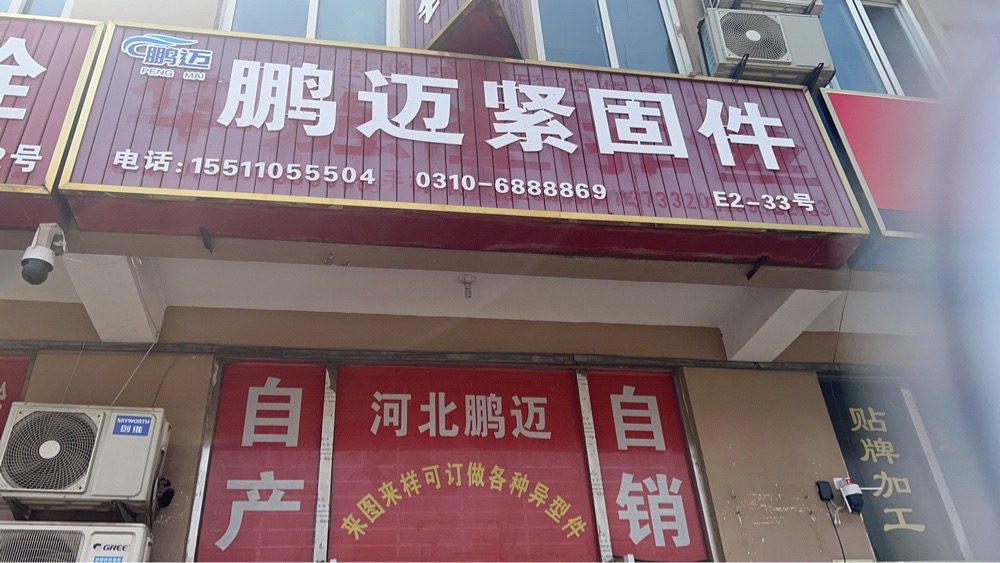 鹏迈
PENG MAI
鹏迈紧固件
电话:15511055504 0310-6888869 E2-33号
号
河北鹏迈
来图来样可订做各种异型件
自产
自销
贴牌加工
SKYWORTH
创维
GREE